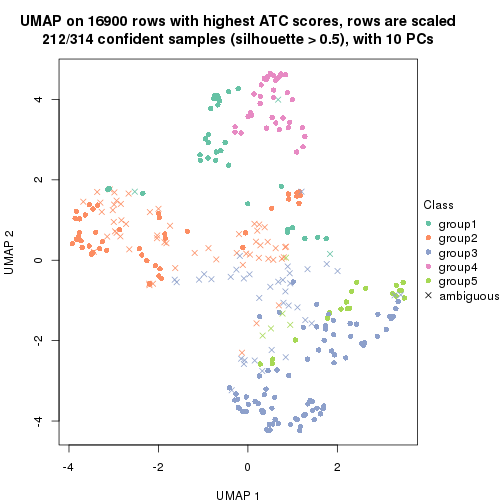 UMAP on 16900 rows with highest ATC scores, rows are scaled
212/314 confident samples (silhouette > 0.5), with 10 PCs
4
2
0
-2
-4
UMAP 2
-4
-2
0
2
UMAP 1
Class
group1
group2
group3
group4
group5
ambiguous